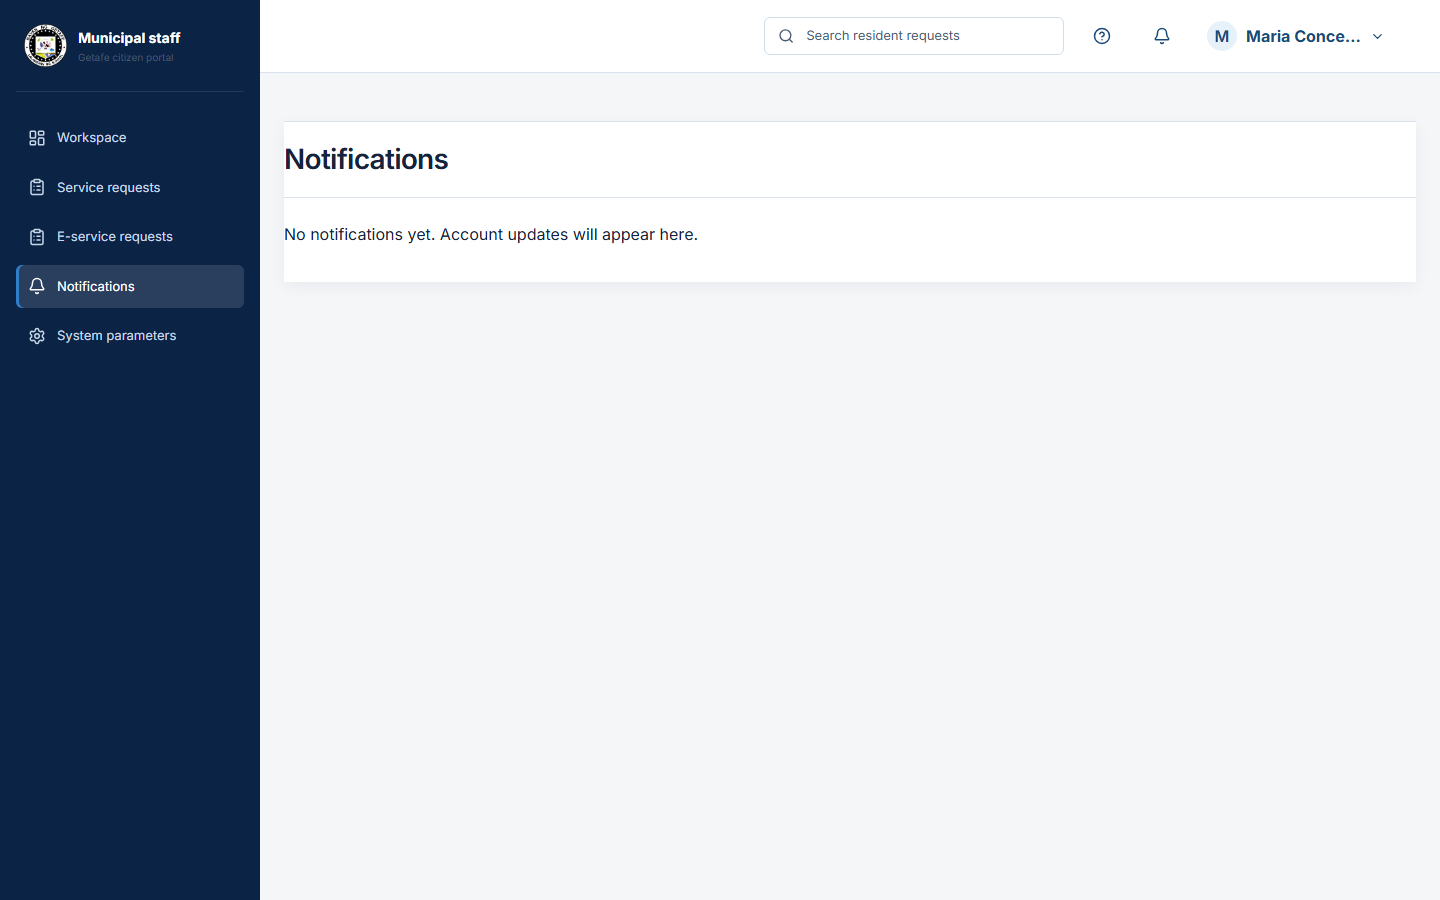 Municipal staff
Getafe citizen portal
Workspace
Service requests
E-service requests
Notifications
System parameters
Search resident requests
M
Maria Conce...
Notifications
No notifications yet. Account updates will appear here.